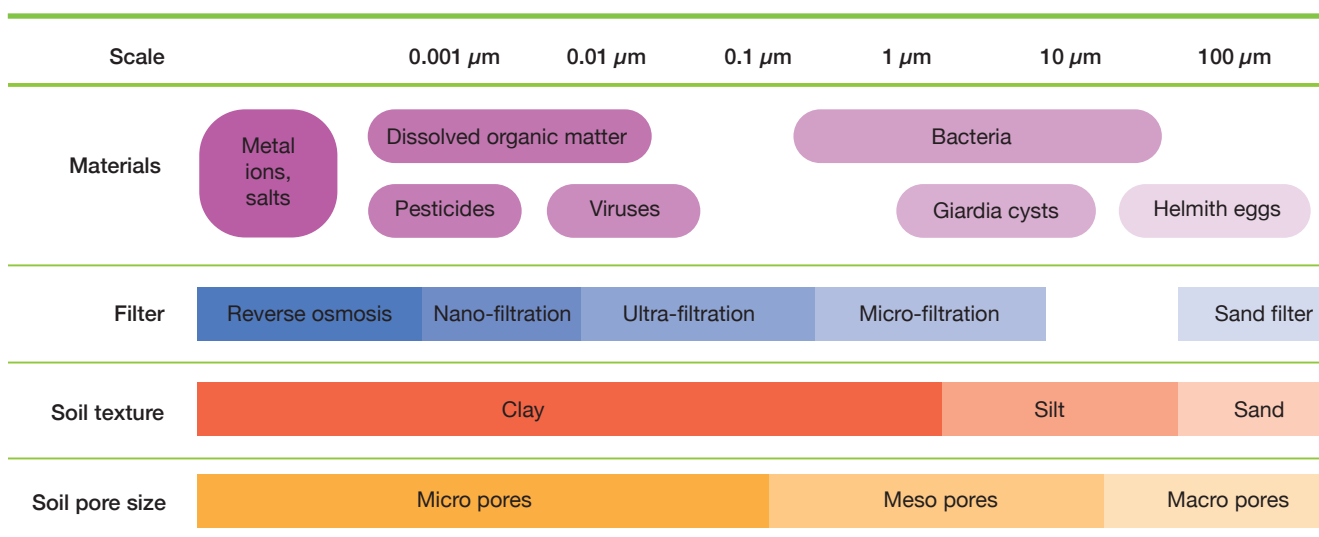 Scale 0.001 µm 0.01 µm 0.1 µm 1 µm 10 µm 100 µm
Materials
Metal
ions,
salts
Dissolved organic matter
Bacteria
Pesticides
Viruses
Giardia cysts
Helmith eggs
Filter Reverse osmosis Nano-filtration Ultra-filtration Micro-filtration Sand filter
Soil texture Clay Silt Sand
Soil pore size Micro pores Meso pores Macro pores